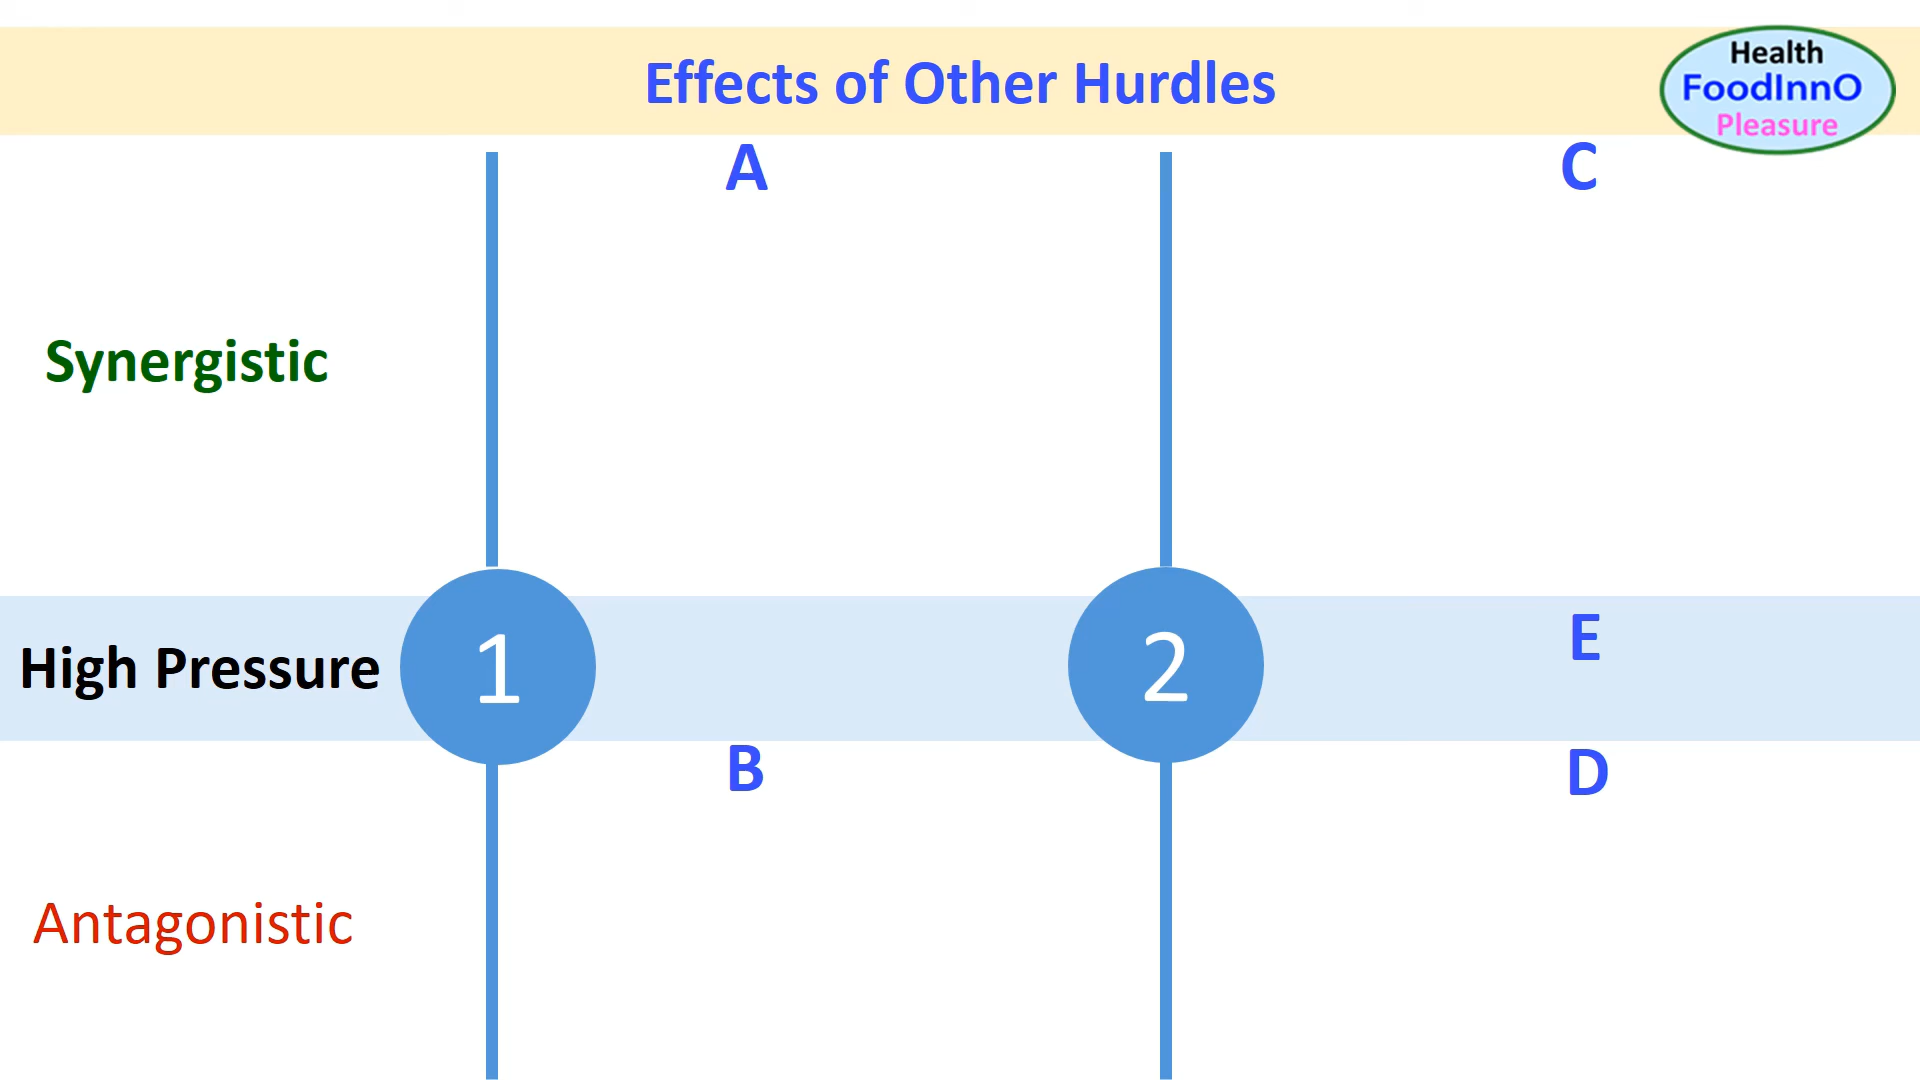 Effects of Other Hurdles
Health
FoodInnO
Pleasure
A
C
Synergistic
High Pressure
1
2
E
B
D
Antagonistic